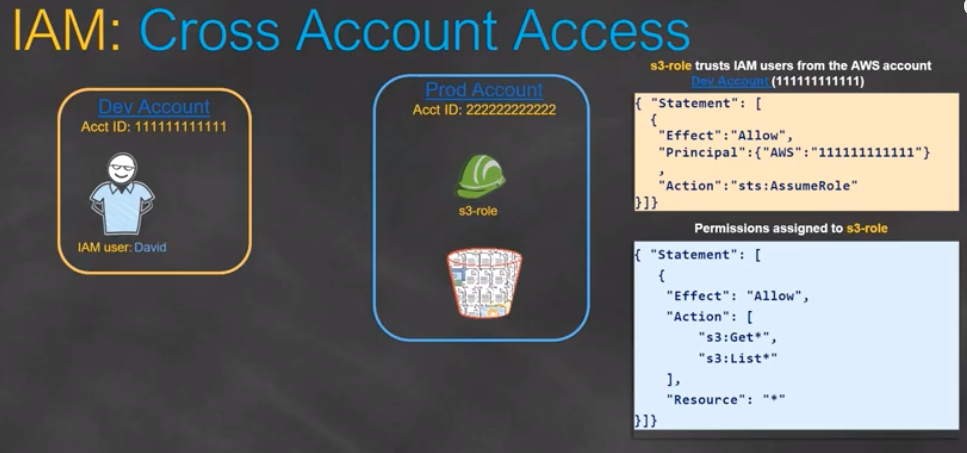 IAM: Cross Account Access
Dev Account
Acct ID: 111111111111
IAM user: David
Prod Account
Acct ID: 222222222222
s3-role
s3-role trusts IAM users from the AWS account
Dev Account (111111111111)
{ "Statement": [
{
"Effect":"Allow",
"Principal":{"AWS":"111111111111"}
,
"Action":"sts:AssumeRole"
}]}
Permissions assigned to s3-role
{ "Statement": [
{
"Effect": "Allow",
"Action": [
"s3:Get*",
"s3:List*"
],
"Resource": "*"
}]}